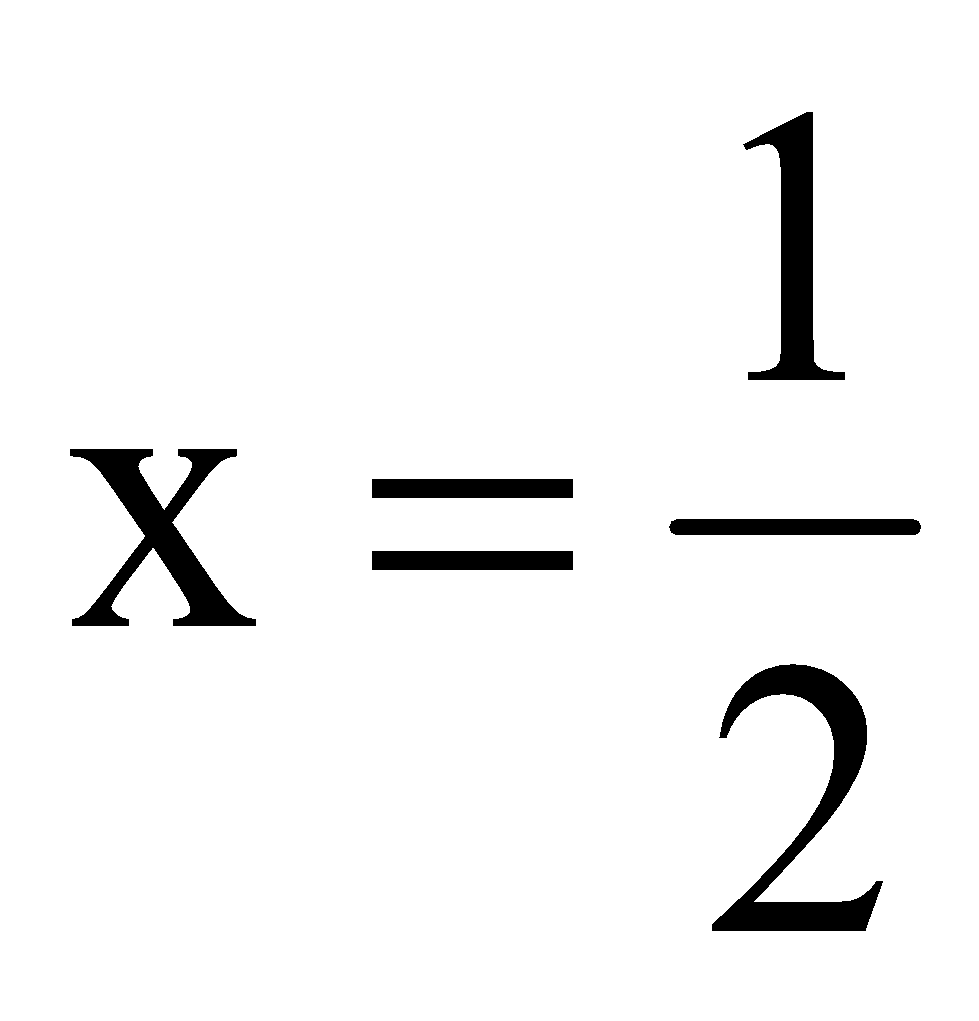 x = 1/2